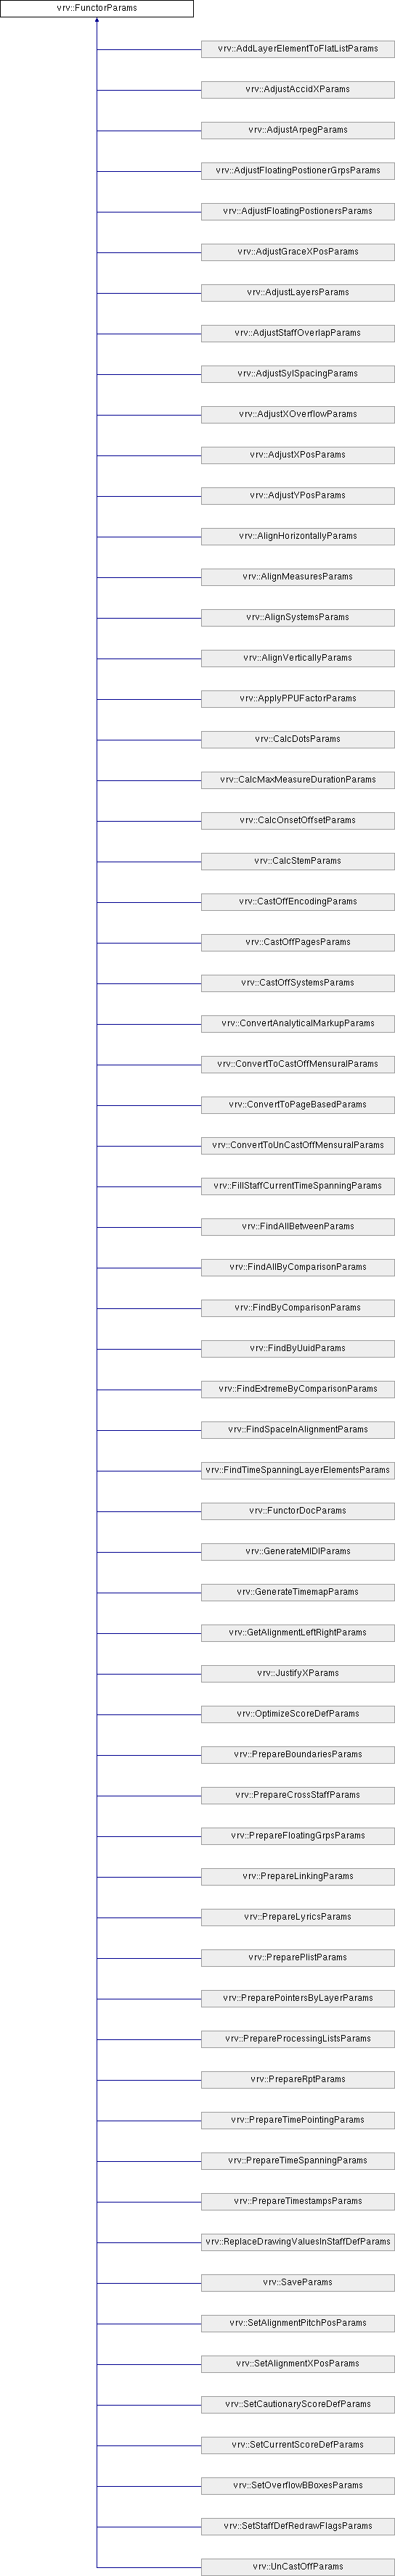 vrv::FunctorParams
vrv::AddLayerElementToFlatListParams
vrv::AdjustAccidXParams
vrv::AdjustArpegParams
vrv::AdjustFloatingPostionerGrpsParams
vrv::AdjustFloatingPostionersParams
vrv::AdjustGraceXPosParams
vrv::AdjustLayersParams
vrv::AdjustStaffOverlapParams
vrv::AdjustSylSpacingParams
vrv::AdjustXOverflowParams
vrv::AdjustXPosParams
vrv::AdjustYPosParams
vrv::AlignHorizontallyParams
vrv::AlignMeasuresParams
vrv::AlignSystemsParams
vrv::AlignVerticallyParams
vrv::ApplyPPUFactorParams
vrv::CalcDotsParams
vrv::CalcMaxMeasureDurationParams
vrv::CalcOnsetOffsetParams
vrv::CalcStemParams
vrv::CastOffEncodingParams
vrv::CastOffPagesParams
vrv::CastOffSystemsParams
vrv::ConvertAnalyticalMarkupParams
vrv::ConvertToCastOffMensuralParams
vrv::ConvertToPageBasedParams
vrv::ConvertToUnCastOffMensuralParams
vrv::FillStaffCurrentTimeSpanningParams
vrv::FindAllBetweenParams
vrv::FindAllByComparisonParams
vrv::FindByComparisonParams
vrv::FindByUuidParams
vrv::FindExtremeByComparisonParams
vrv::FindSpaceInAlignmentParams
vrv::FindTimeSpanningLayerElementsParams
vrv::FunctorDocParams
vrv::GenerateMIDIParams
vrv::GenerateTimemapParams
vrv::GetAlignmentLeftRightParams
vrv::JustifyXParams
vrv::OptimizeScoreDefParams
vrv::PrepareBoundariesParams
vrv::PrepareCrossStaffParams
vrv::PrepareFloatingGrpsParams
vrv::PrepareLinkingParams
vrv::PrepareLyricsParams
vrv::PreparePlistParams
vrv::PreparePointersByLayerParams
vrv::PrepareProcessingListsParams
vrv::PrepareRptParams
vrv::PrepareTimePointingParams
vrv::PrepareTimeSpanningParams
vrv::PrepareTimestampsParams
vrv::ReplaceDrawingValuesInStaffDefParams
vrv::SaveParams
vrv::SetAlignmentPitchPosParams
vrv::SetAlignmentXPosParams
vrv::SetCautionaryScoreDefParams
vrv::SetCurrentScoreDefParams
vrv::SetOverflowBBoxesParams
vrv::SetStaffDefRedrawFlagsParams
vrv::UnCastOffParams